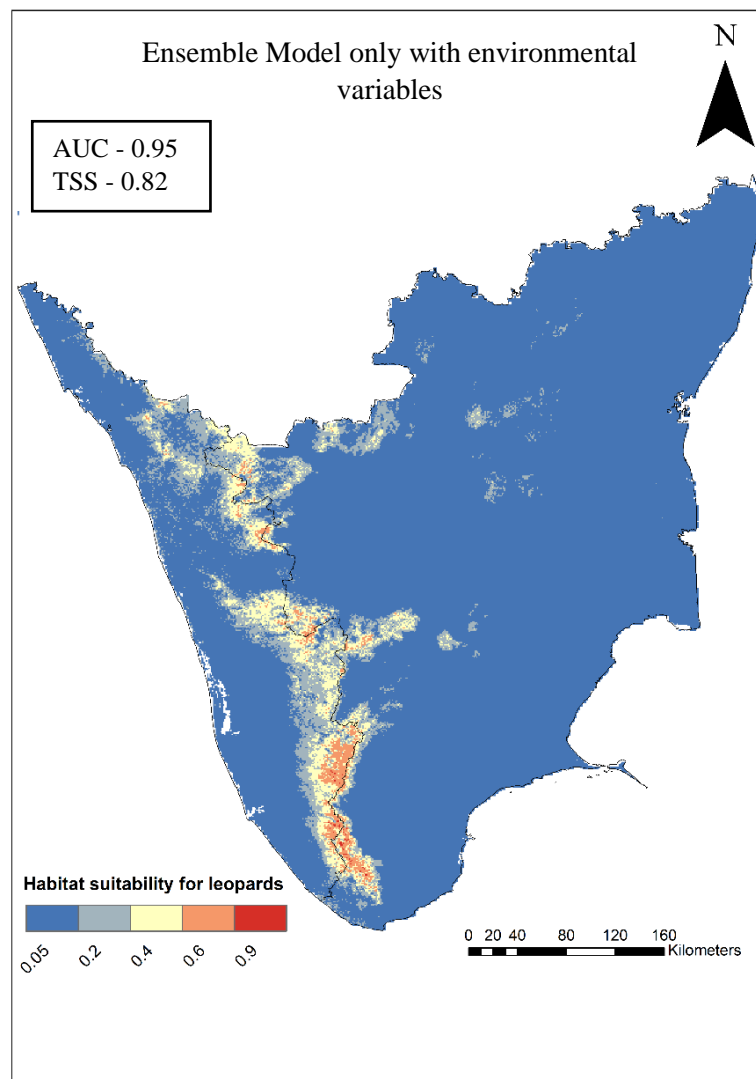 Ensemble Model only with environmental
variables
N
AUC - 0.95
TSS - 0.82
Habitat suitability for leopards
0.05 0.2 0.4 0.6 0.9
0 20 40 80 120 160
Kilometers